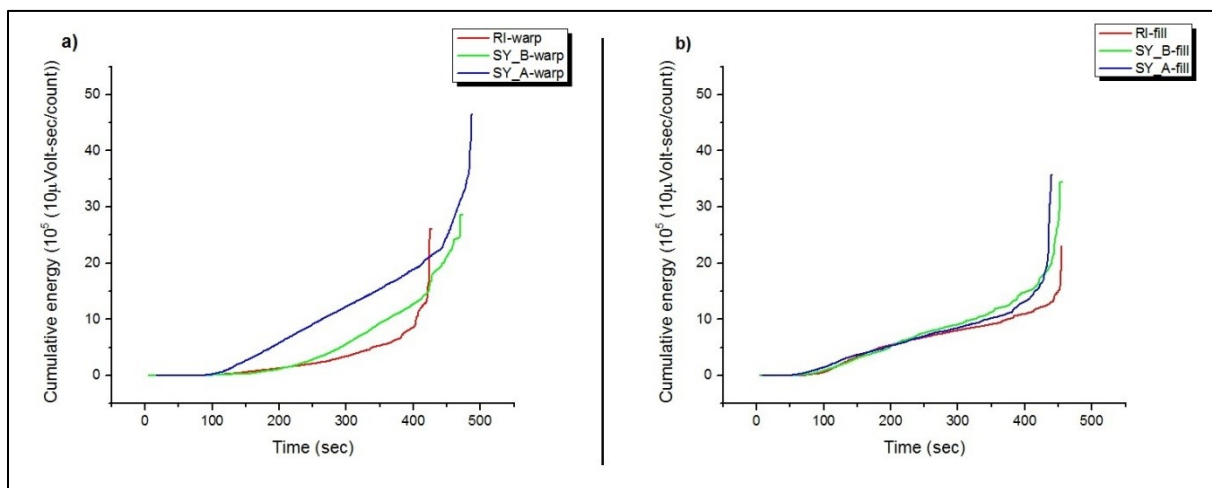 a)
RI-warp
SY_B-warp
SY_A-warp
Cumulative energy (10⁵ (10μVolt-sec/count))
50
40
30
20
10
0
0 100 200 300 400 500
Time (sec)
b)
RI-fill
SY_B-fill
SY_A-fill
Cumulative energy (10⁵ (10μVolt-sec/count))
50
40
30
20
10
0
0 100 200 300 400 500
Time (sec)